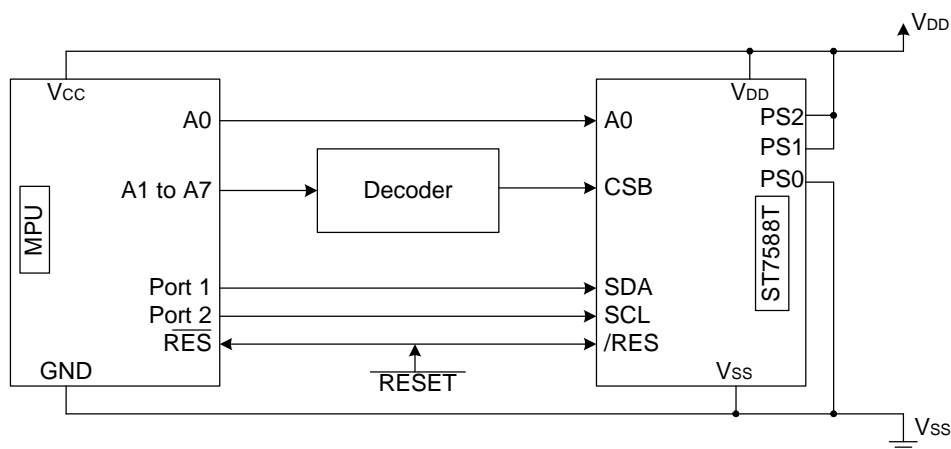 VDD
VCC
VDD
A0
A0
PS2
PS1
A1 to A7
Decoder
CSB
PS0
MPU
ST7588T
Port 1
SDA
Port 2
SCL
RES
/RES
GND
RESET
VSS
VSS